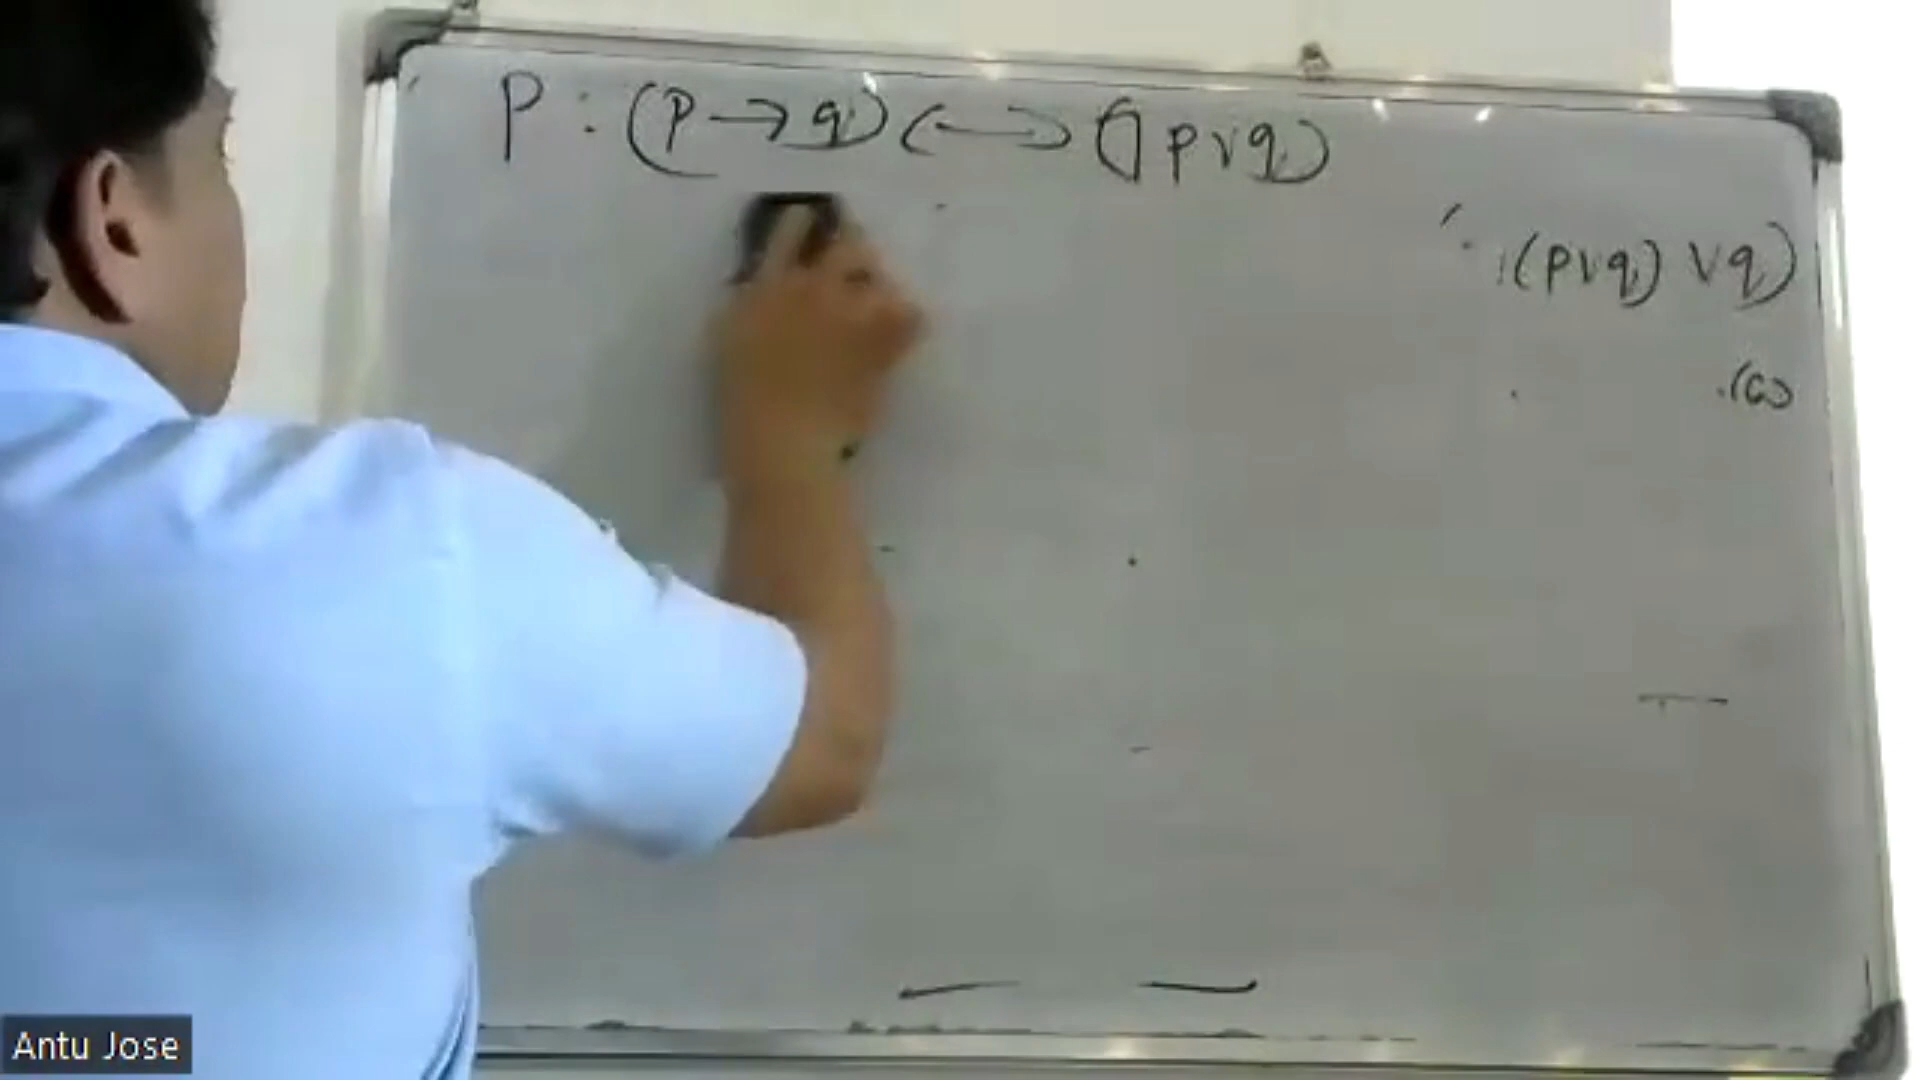 P : (P → q) ↔ (¬p ∨ q)
(p ∨ q) ∨ q)
Antu Jose